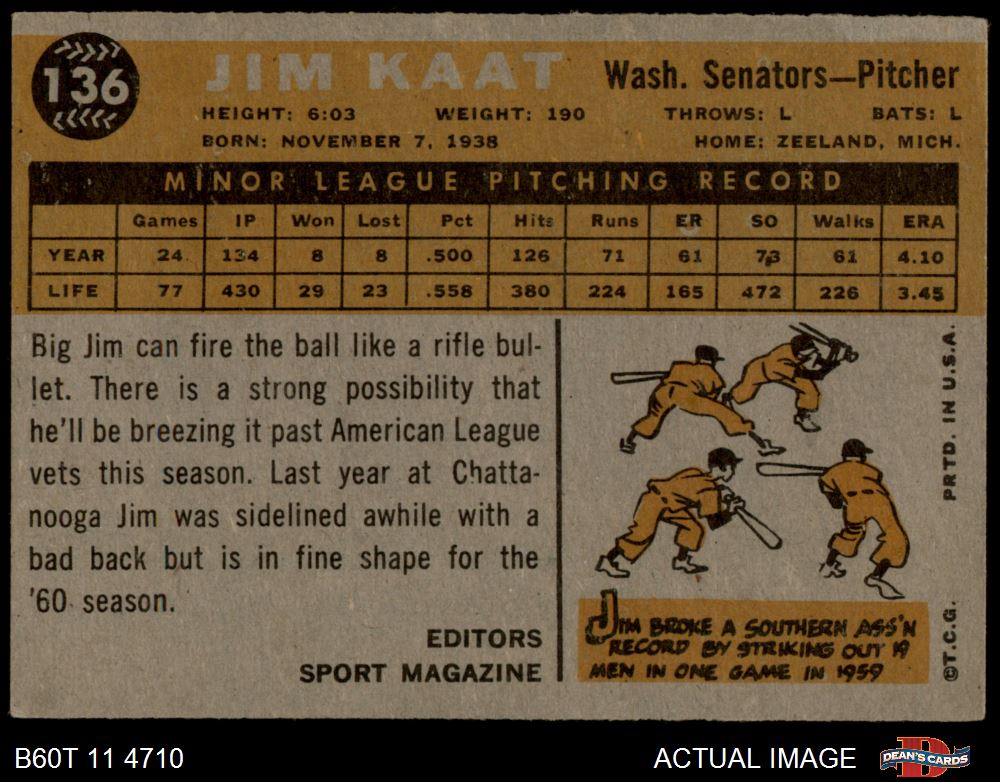 136
JIM KAAT
Wash. Senators—Pitcher
HEIGHT: 6:03 WEIGHT: 190 THROWS: L BATS: L
BORN: NOVEMBER 7, 1938 HOME: ZEELAND, MICH.
MINOR LEAGUE PITCHING RECORD
Games IP Won Lost Pct Hits Runs ER SO Walks ERA
YEAR 24 134 8 8 .500 126 71 61 73 61 4.10
LIFE 77 430 29 23 .558 380 224 165 472 226 3.45
Big Jim can fire the ball like a rifle bul-
let. There is a strong possibility that
he'll be breezing it past American League
vets this season. Last year at Chatta-
nooga Jim was sidelined awhile with a
bad back but is in fine shape for the
'60 season.
EDITORS
SPORT MAGAZINE
JIM BROKE A SOUTHERN ASS'N
RECORD BY STRIKING OUT 19
MEN IN ONE GAME IN 1959
PRTD. IN U.S.A.
©T.C.G.
B60T 11 4710
ACTUAL IMAGE
DEAN'S CARDS